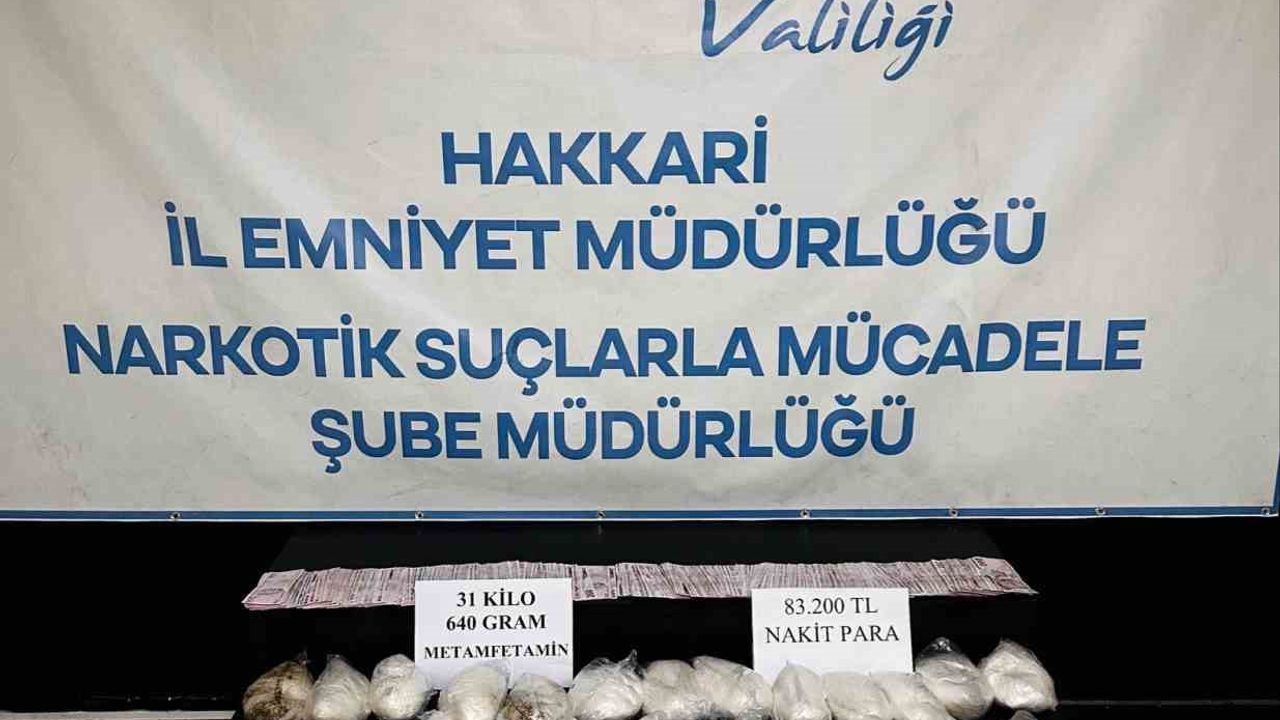 Valiliği
HAKKARİ
İL EMNİYET MÜDÜRLÜĞÜ
NARKOTİK SUÇLARLA MÜCADELE
ŞUBE MÜDÜRLÜĞÜ
31 KİLO
640 GRAM
METAMFETAMİN
83.200 TL
NAKİT PARA